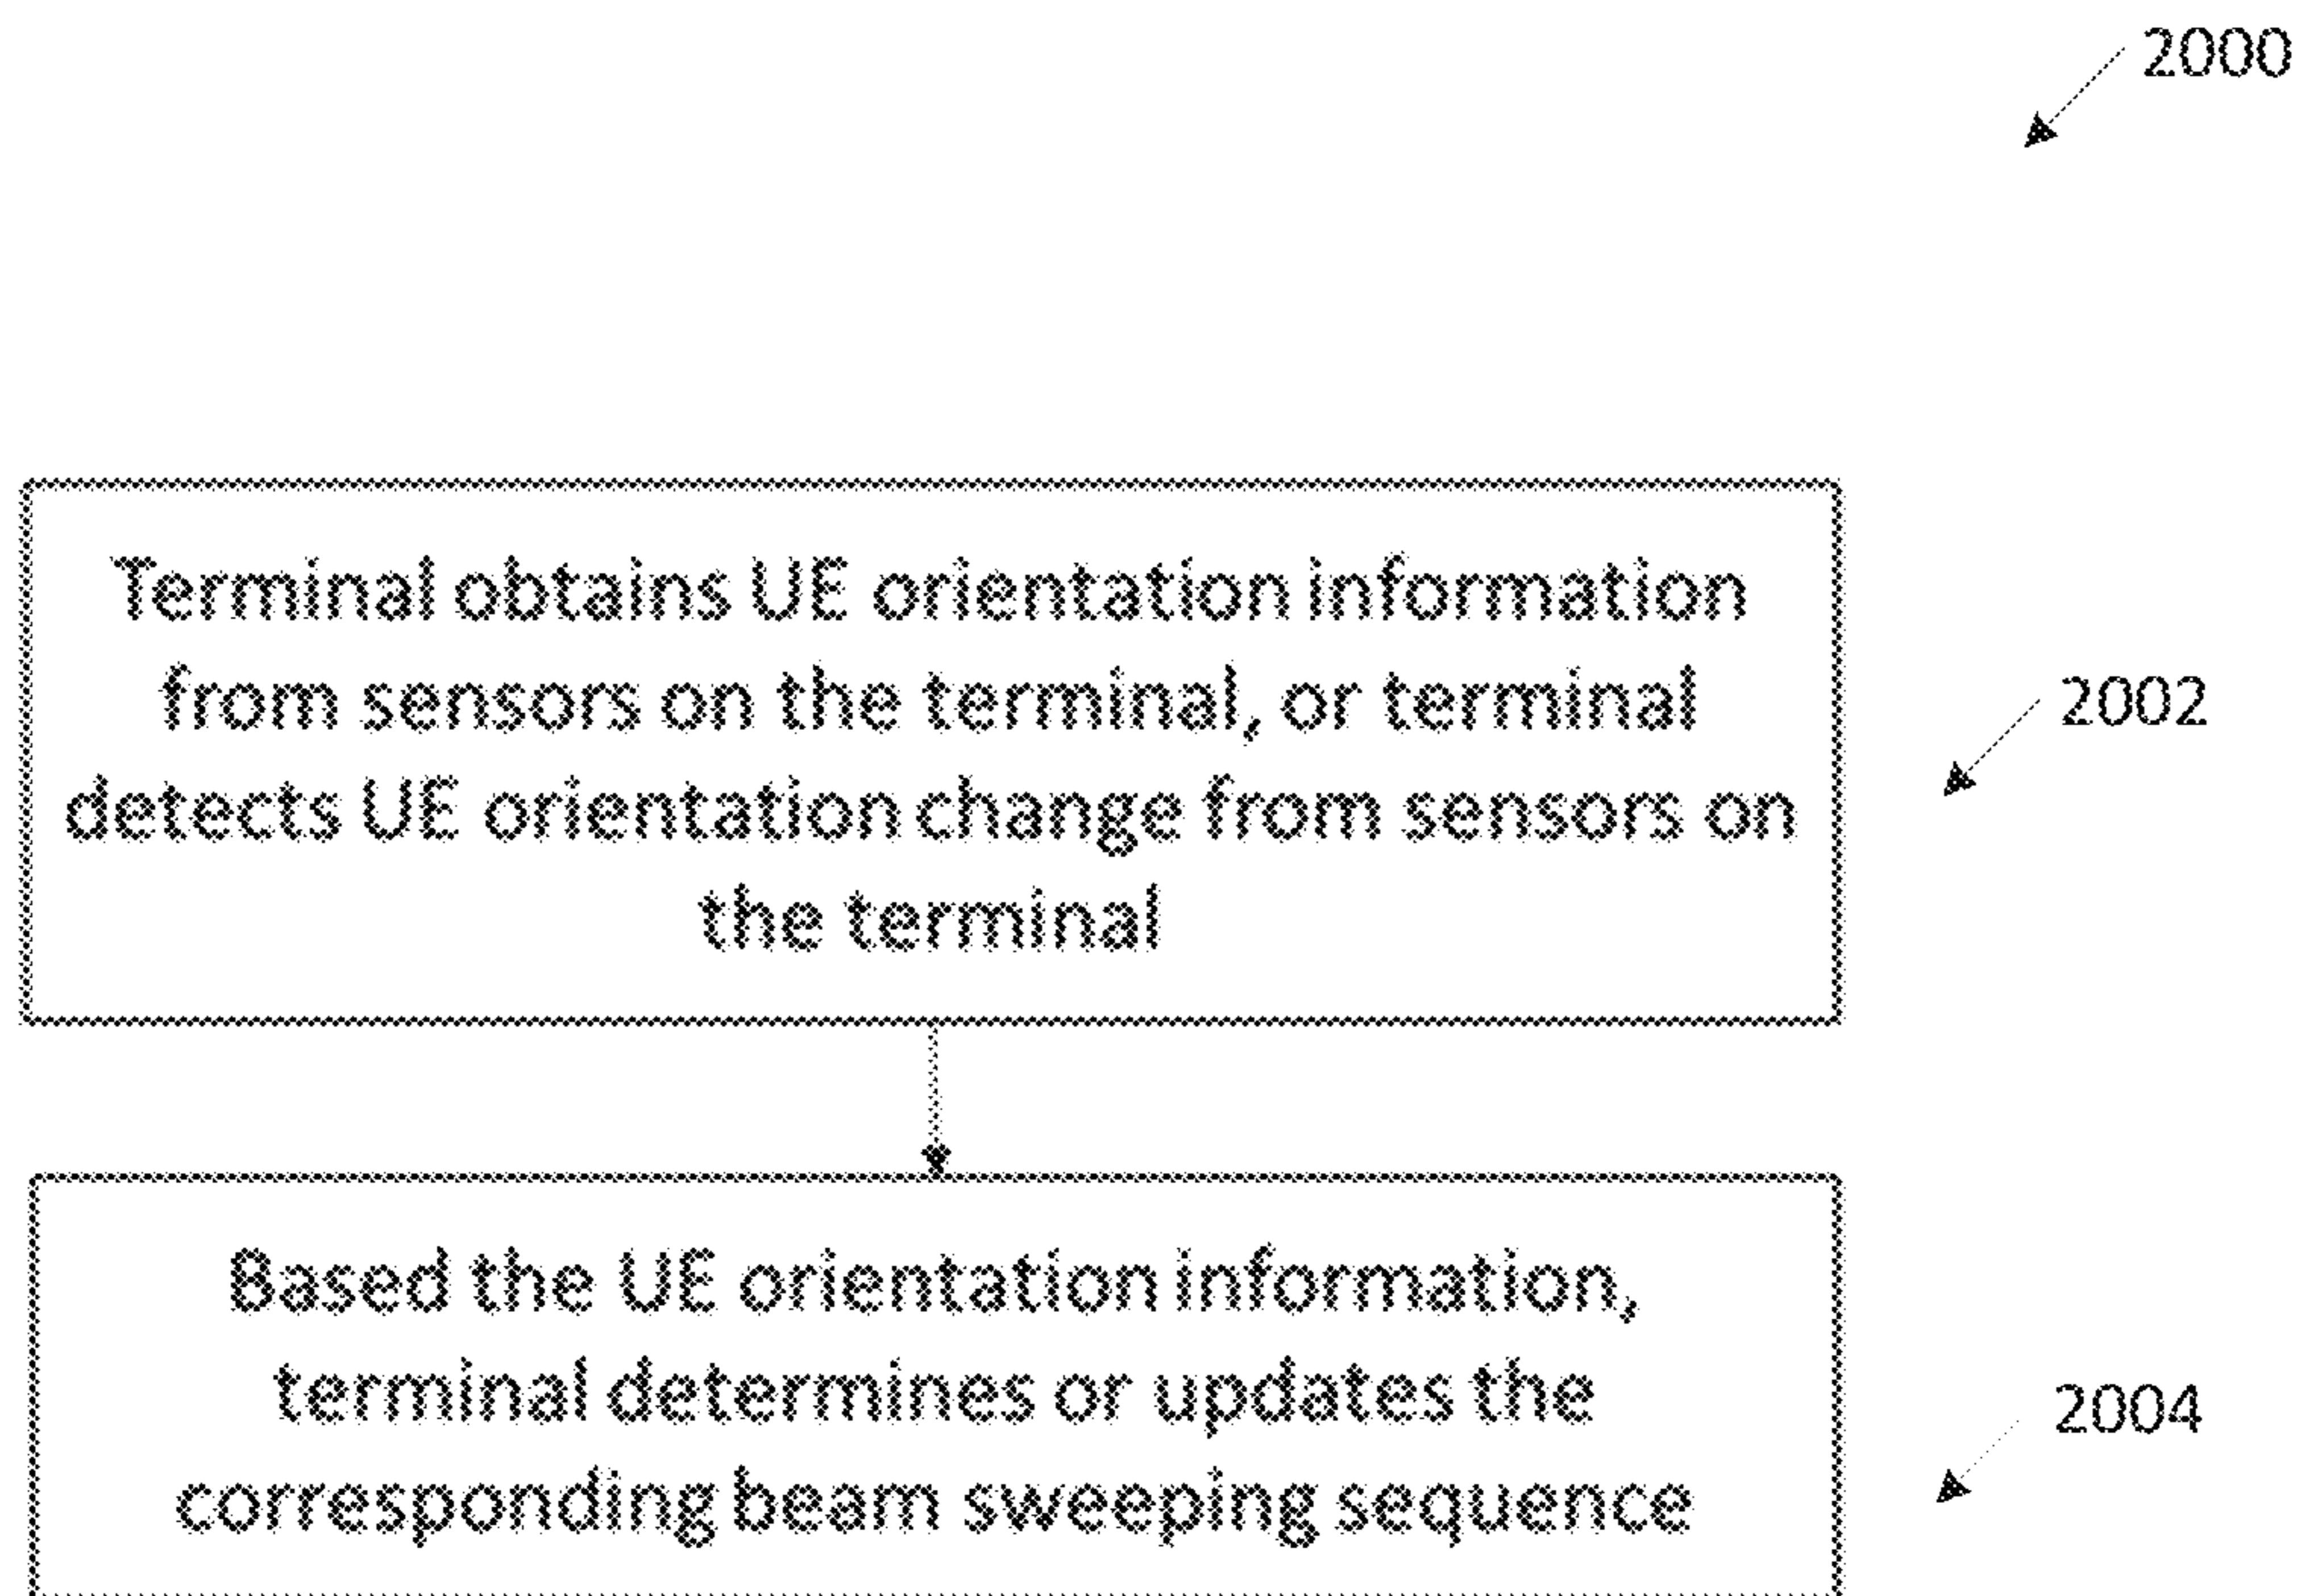 2000
Terminal obtains UE orientation information
from sensors on the terminal, or terminal
detects UE orientation change from sensors on
the terminal
2002
Based the UE orientation information,
terminal determines or updates the
corresponding beam sweeping sequence
2004